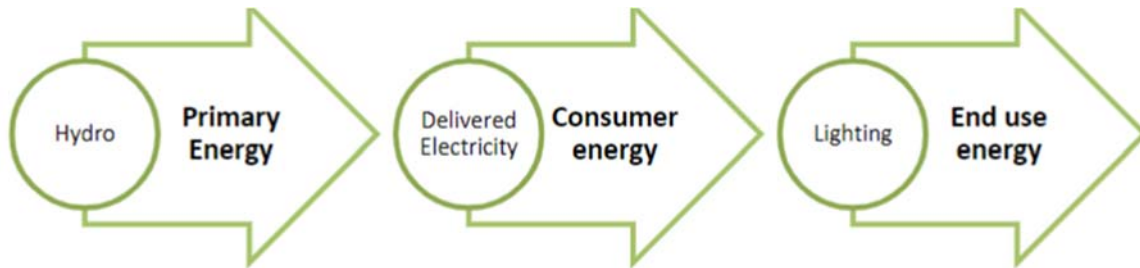 Hydro
Primary
Energy
Delivered
Electricity
Consumer
energy
Lighting
End use
energy